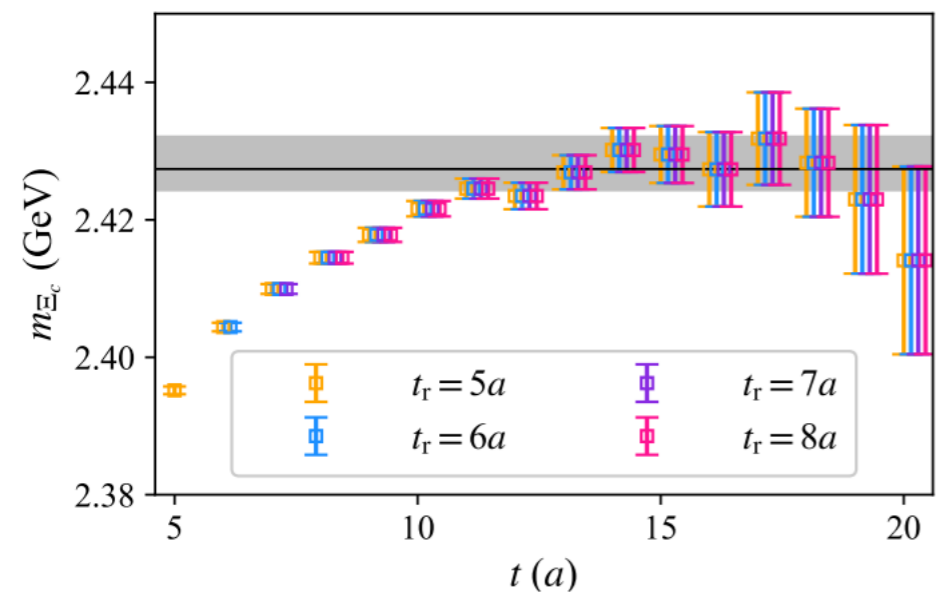 2.44
2.42
2.40
2.38
m_{Ξ_c} (GeV)
t_r = 5a
t_r = 6a
t_r = 7a
t_r = 8a
5
10
15
20
t (a)